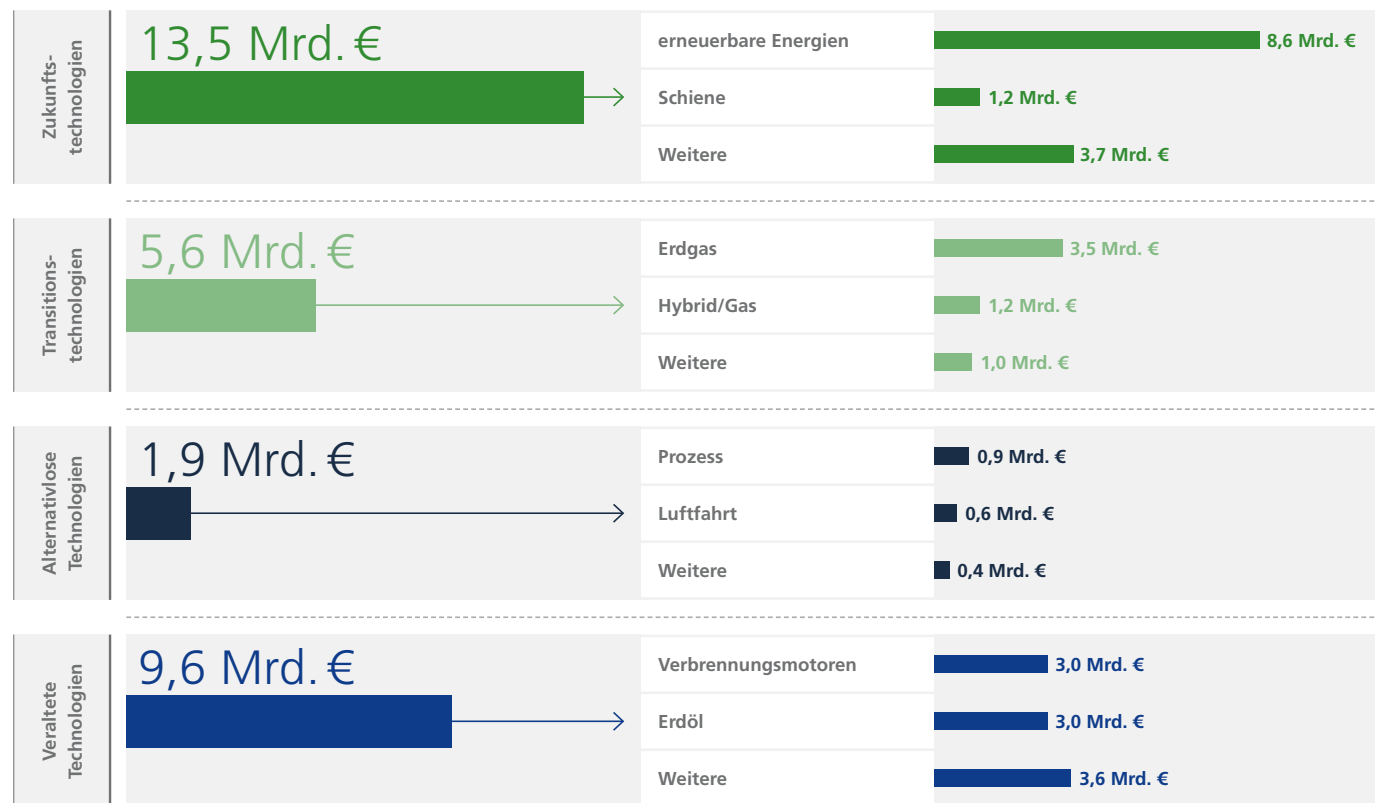 Zukunfts-
technologien
13,5 Mrd. €
erneuerbare Energien
8,6 Mrd. €
Schiene
1,2 Mrd. €
Weitere
3,7 Mrd. €
Transitions-
technologien
5,6 Mrd. €
Erdgas
3,5 Mrd. €
Hybrid/Gas
1,2 Mrd. €
Weitere
1,0 Mrd. €
Alternativlose
Technologien
1,9 Mrd. €
Prozess
0,9 Mrd. €
Luftfahrt
0,6 Mrd. €
Weitere
0,4 Mrd. €
Veraltete
Technologien
9,6 Mrd. €
Verbrennungsmotoren
3,0 Mrd. €
Erdöl
3,0 Mrd. €
Weitere
3,6 Mrd. €